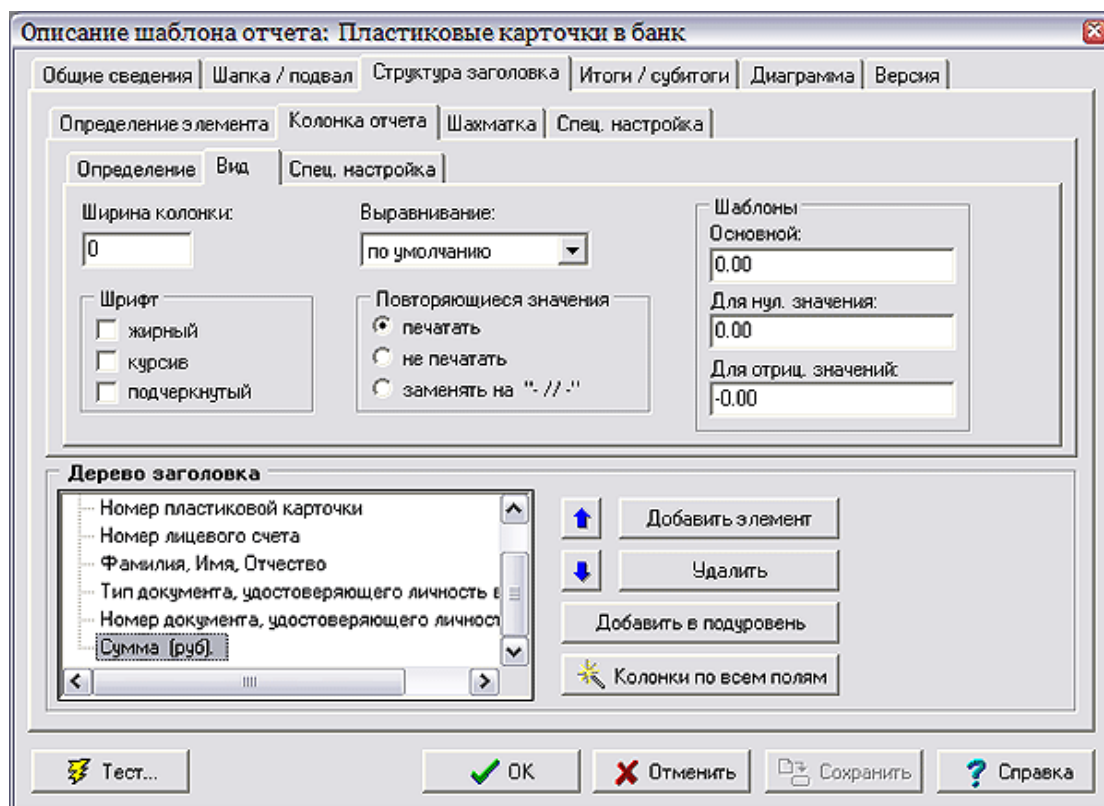 Описание шаблона отчета: Пластиковые карточки в банк
Общие сведения Шапка / подвал Структура заголовка Итоги / субитоги Диаграмма Версия
Определение элемента Колонка отчета Шахматка Спец. настройка
Определение Вид Спец. настройка
Ширина колонки:
0
Выравнивание:
по умолчанию
Шаблоны
Основной:
0.00
Для нул. значения:
0.00
Для отриц. значений:
-0.00
Шрифт
жирный
курсив
подчеркнутый
Повторяющиеся значения
печатать
не печатать
заменять на "- // -"
Дерево заголовка
Номер пластиковой карточки
Номер лицевого счета
Фамилия, Имя, Отчество
Тип документа, удостоверяющего личность в
Номер документа, удостоверяющего личност
Сумма (руб).
Добавить элемент
Удалить
Добавить в подуровень
Колонки по всем полям
Тест... OK Отменить Сохранить Справка